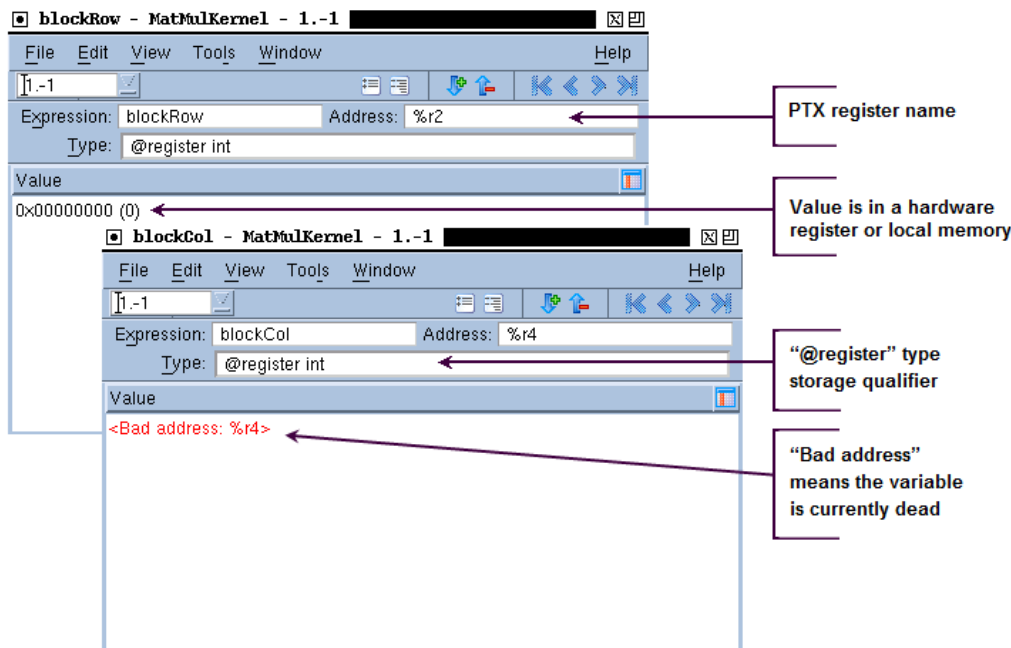 blockRow - MatMulKernel - 1.-1
File Edit View Tools Window Help
1.-1
Expression: blockRow Address: %r2
Type: @register int
Value
0x00000000 (0)
blockCol - MatMulKernel - 1.-1
File Edit View Tools Window Help
1.-1
Expression: blockCol Address: %r4
Type: @register int
Value
<Bad address: %r4>
PTX register name
Value is in a hardware
register or local memory
“@register” type
storage qualifier
“Bad address”
means the variable
is currently dead